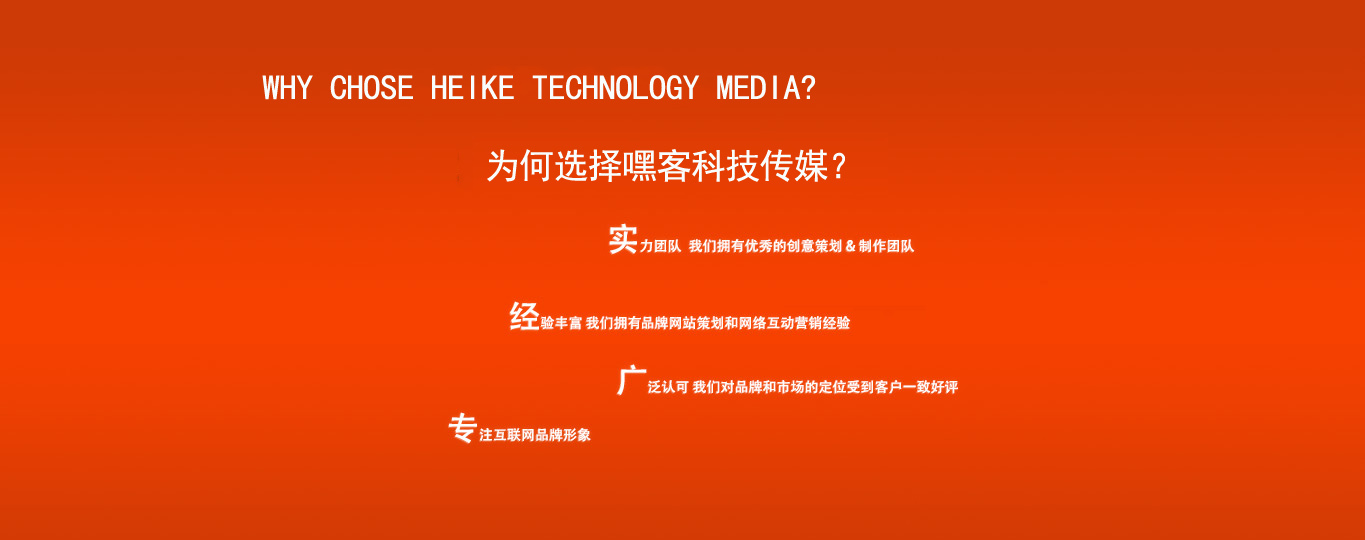 WHY CHOSE HEIKE TECHNOLOGY MEDIA?
为何选择嘿客科技传媒?
实力团队 我们拥有优秀的创意策划 & 制作团队
经验丰富 我们拥有品牌网站策划和网络互动营销经验
广泛认可 我们对品牌和市场的定位受到客户一致好评
专注互联网品牌形象